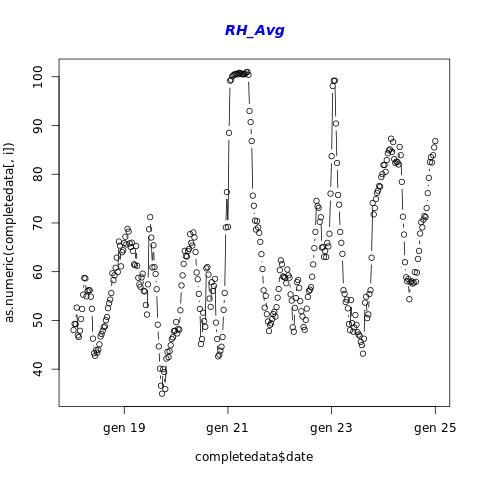 RH_Avg
as.numeric(completedata[, i])
100
90
80
70
60
50
40
gen 19
gen 21
gen 23
gen 25
completedata$date